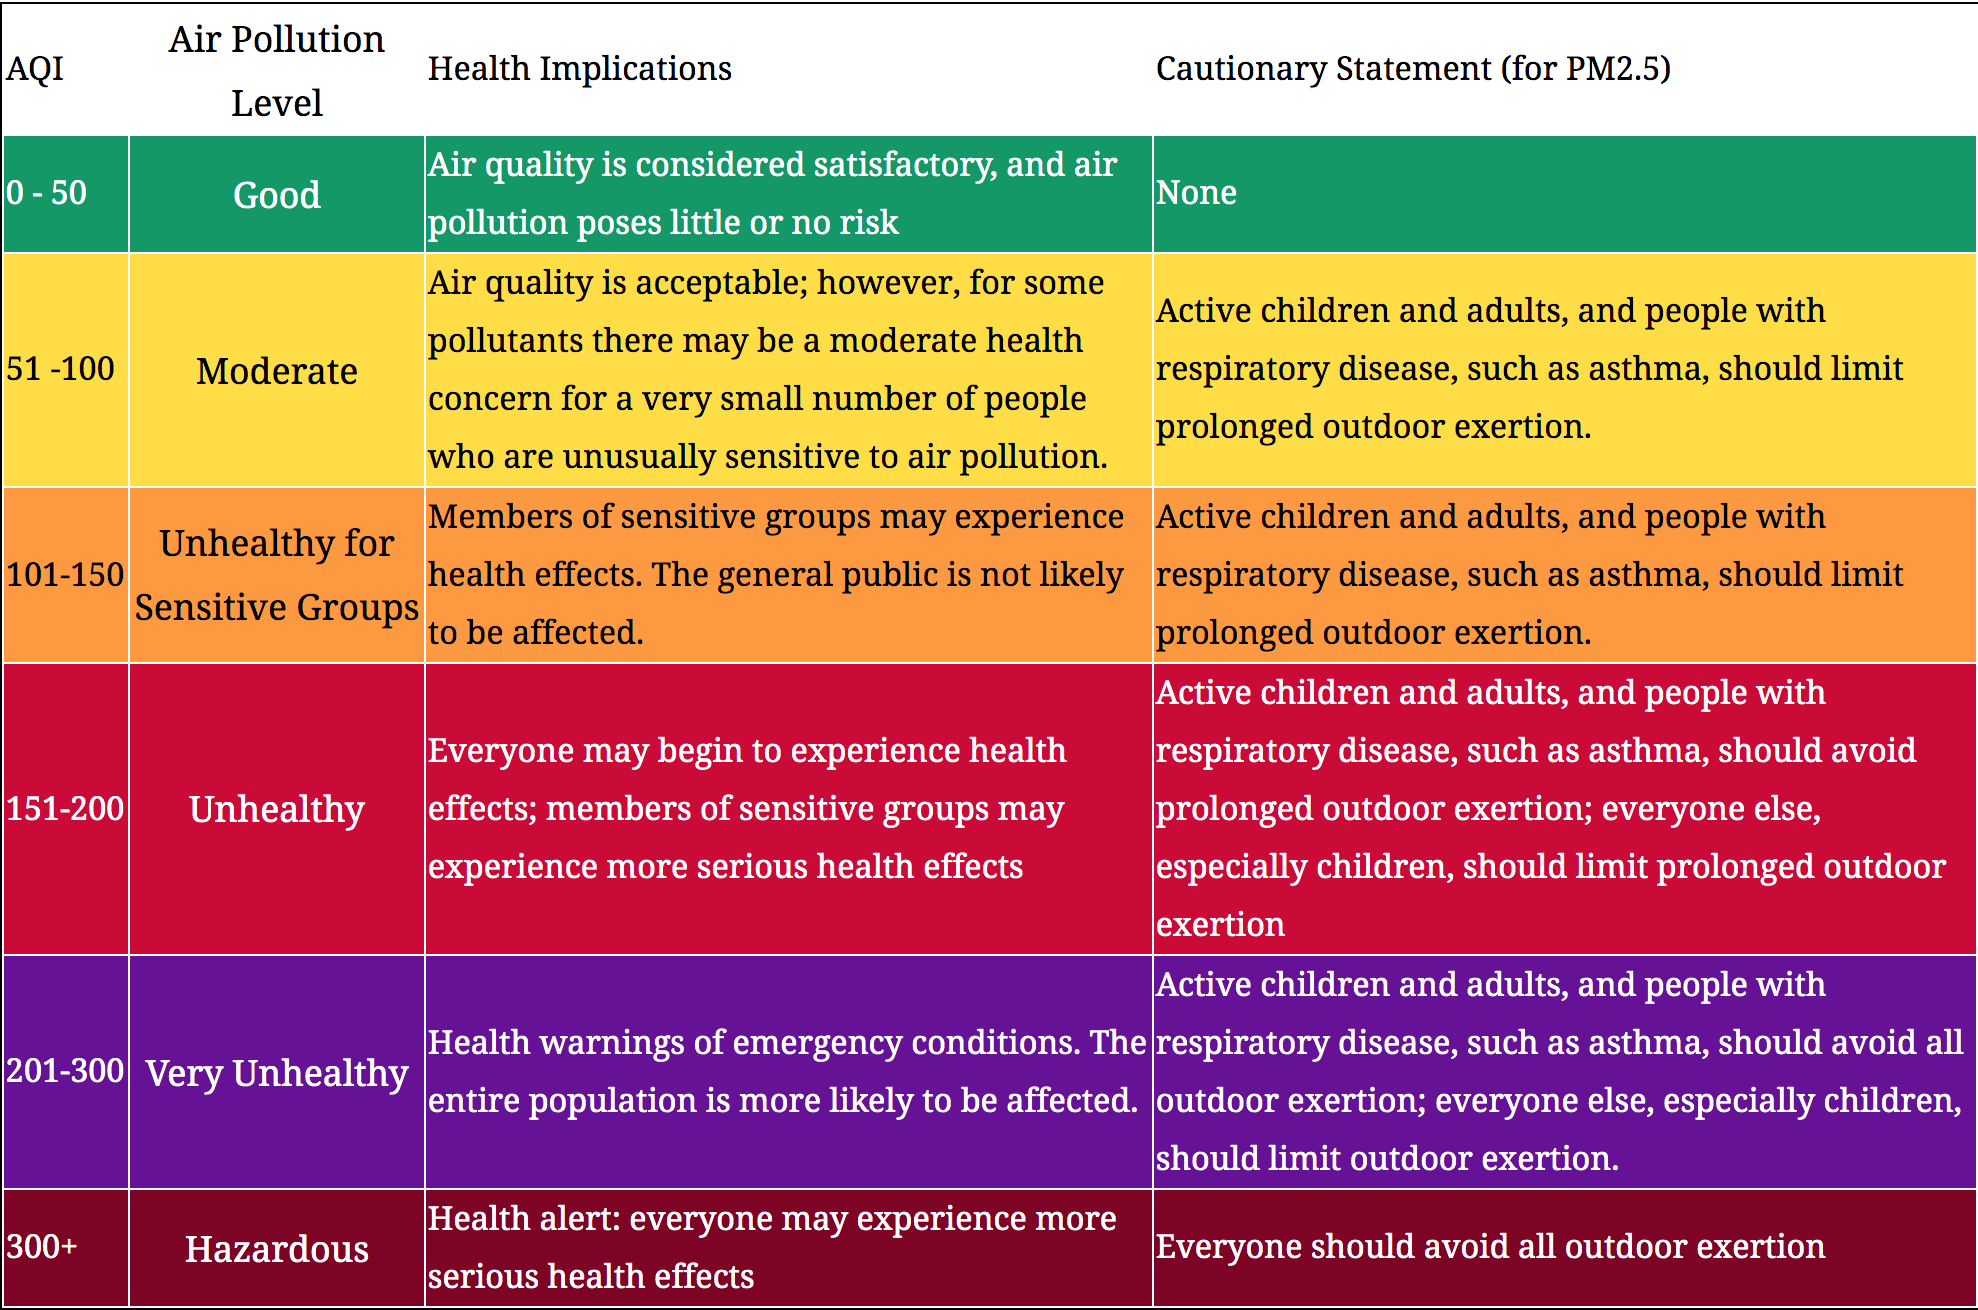 AQI
Air Pollution
Level
Health Implications
Cautionary Statement (for PM2.5)
0 - 50
Good
Air quality is considered satisfactory, and air
pollution poses little or no risk
None
51 -100
Moderate
Air quality is acceptable; however, for some
pollutants there may be a moderate health
concern for a very small number of people
who are unusually sensitive to air pollution.
Active children and adults, and people with
respiratory disease, such as asthma, should limit
prolonged outdoor exertion.
101-150
Unhealthy for
Sensitive Groups
Members of sensitive groups may experience
health effects. The general public is not likely
to be affected.
Active children and adults, and people with
respiratory disease, such as asthma, should limit
prolonged outdoor exertion.
151-200
Unhealthy
Everyone may begin to experience health
effects; members of sensitive groups may
experience more serious health effects
Active children and adults, and people with
respiratory disease, such as asthma, should avoid
prolonged outdoor exertion; everyone else,
especially children, should limit prolonged outdoor
exertion
201-300
Very Unhealthy
Health warnings of emergency conditions. The
entire population is more likely to be affected.
Active children and adults, and people with
respiratory disease, such as asthma, should avoid all
outdoor exertion; everyone else, especially children,
should limit outdoor exertion.
300+
Hazardous
Health alert: everyone may experience more
serious health effects
Everyone should avoid all outdoor exertion